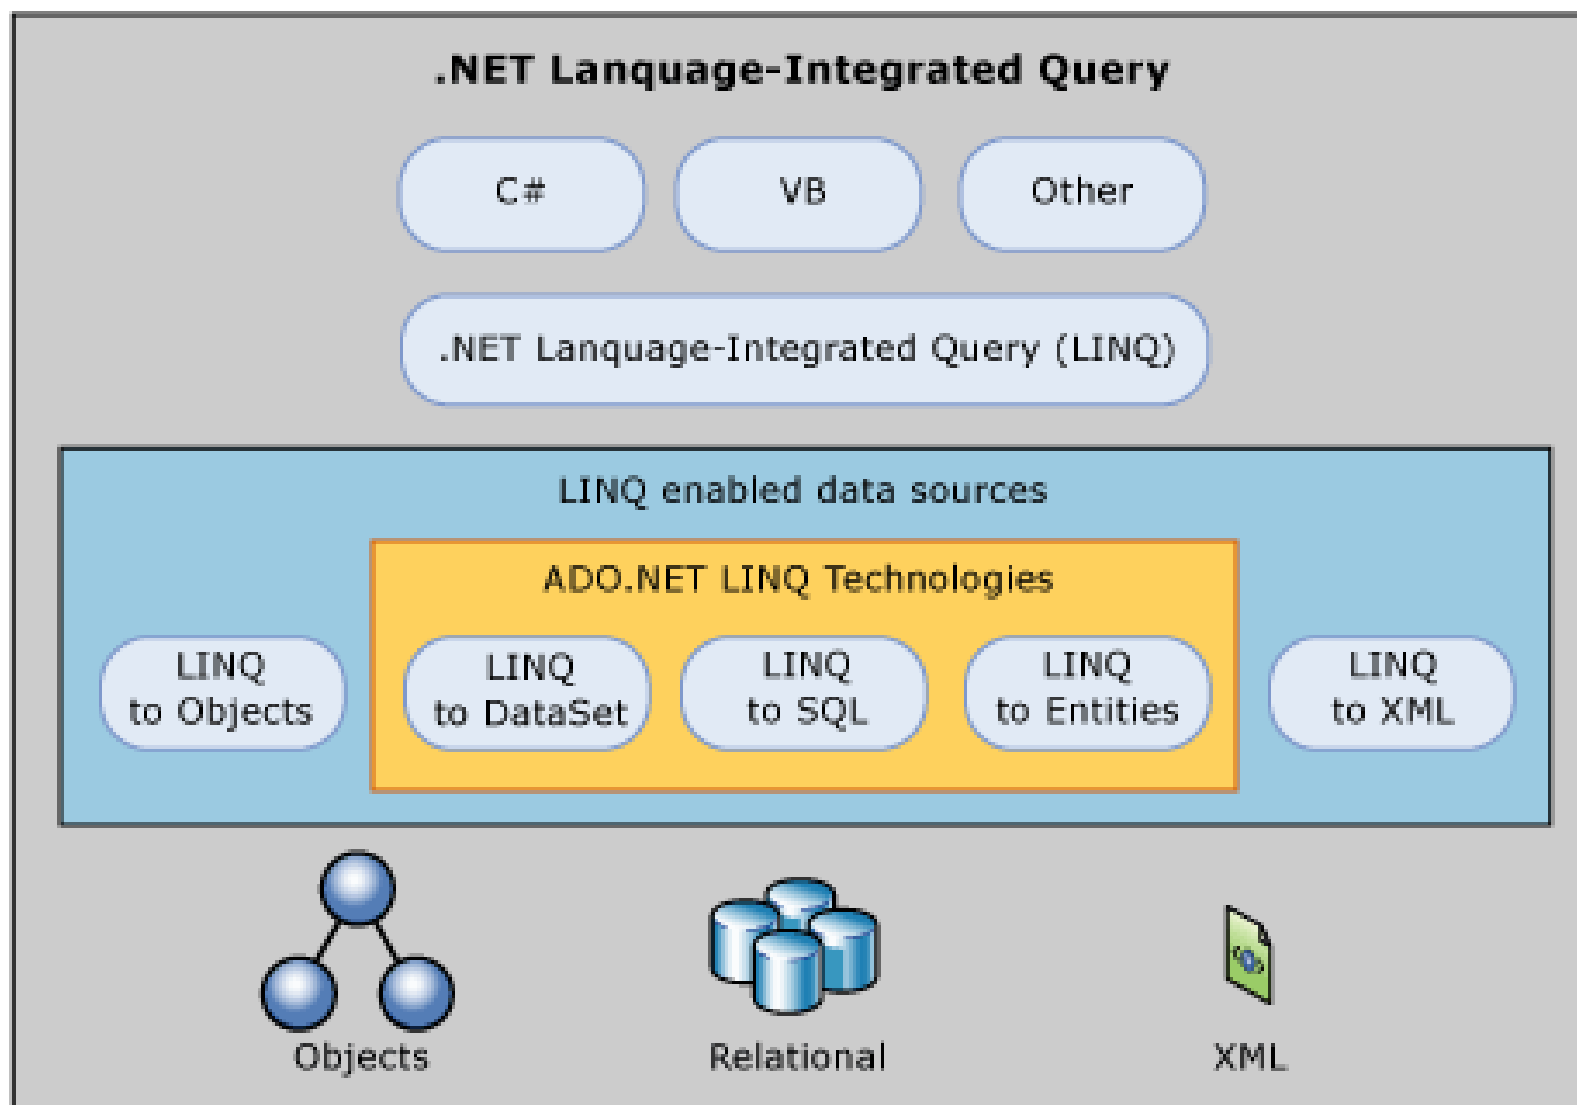 .NET Lanquage-Integrated Query
C# VB Other
.NET Lanquage-Integrated Query (LINQ)
LINQ enabled data sources
ADO.NET LINQ Technologies
LINQ
to Objects
LINQ
to DataSet
LINQ
to SQL
LINQ
to Entities
LINQ
to XML
Objects Relational XML